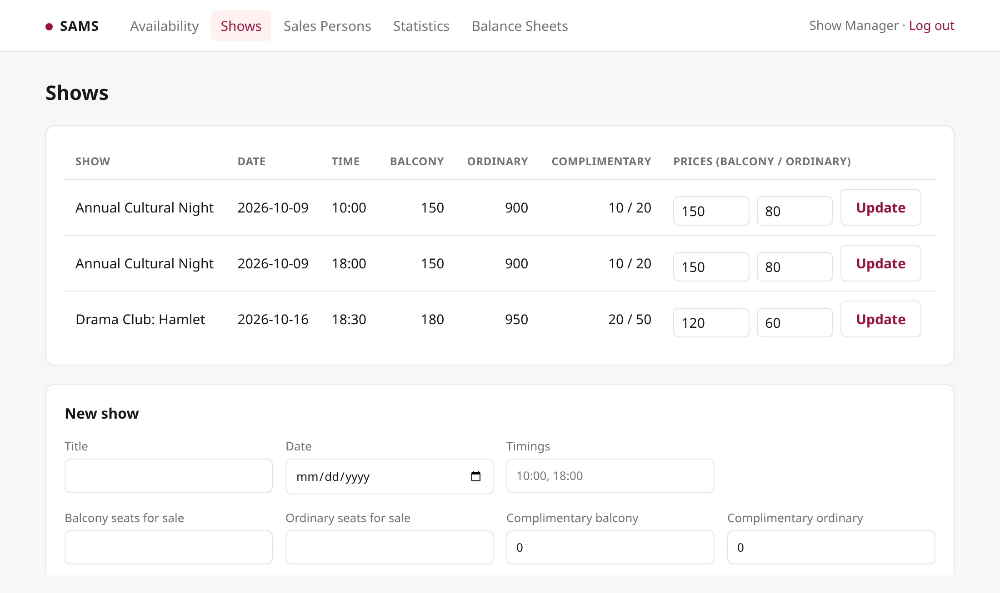 SAMS Availability Shows Sales Persons Statistics Balance Sheets Show Manager · Log out
Shows
SHOW DATE TIME BALCONY ORDINARY COMPLIMENTARY PRICES (BALCONY / ORDINARY)
Annual Cultural Night 2026-10-09 10:00 150 900 10 / 20 150 80 Update
Annual Cultural Night 2026-10-09 18:00 150 900 10 / 20 150 80 Update
Drama Club: Hamlet 2026-10-16 18:30 180 950 20 / 50 120 60 Update
New show
Title Date Timings
mm/dd/yyyy 10:00, 18:00
Balcony seats for sale Ordinary seats for sale Complimentary balcony Complimentary ordinary
0 0